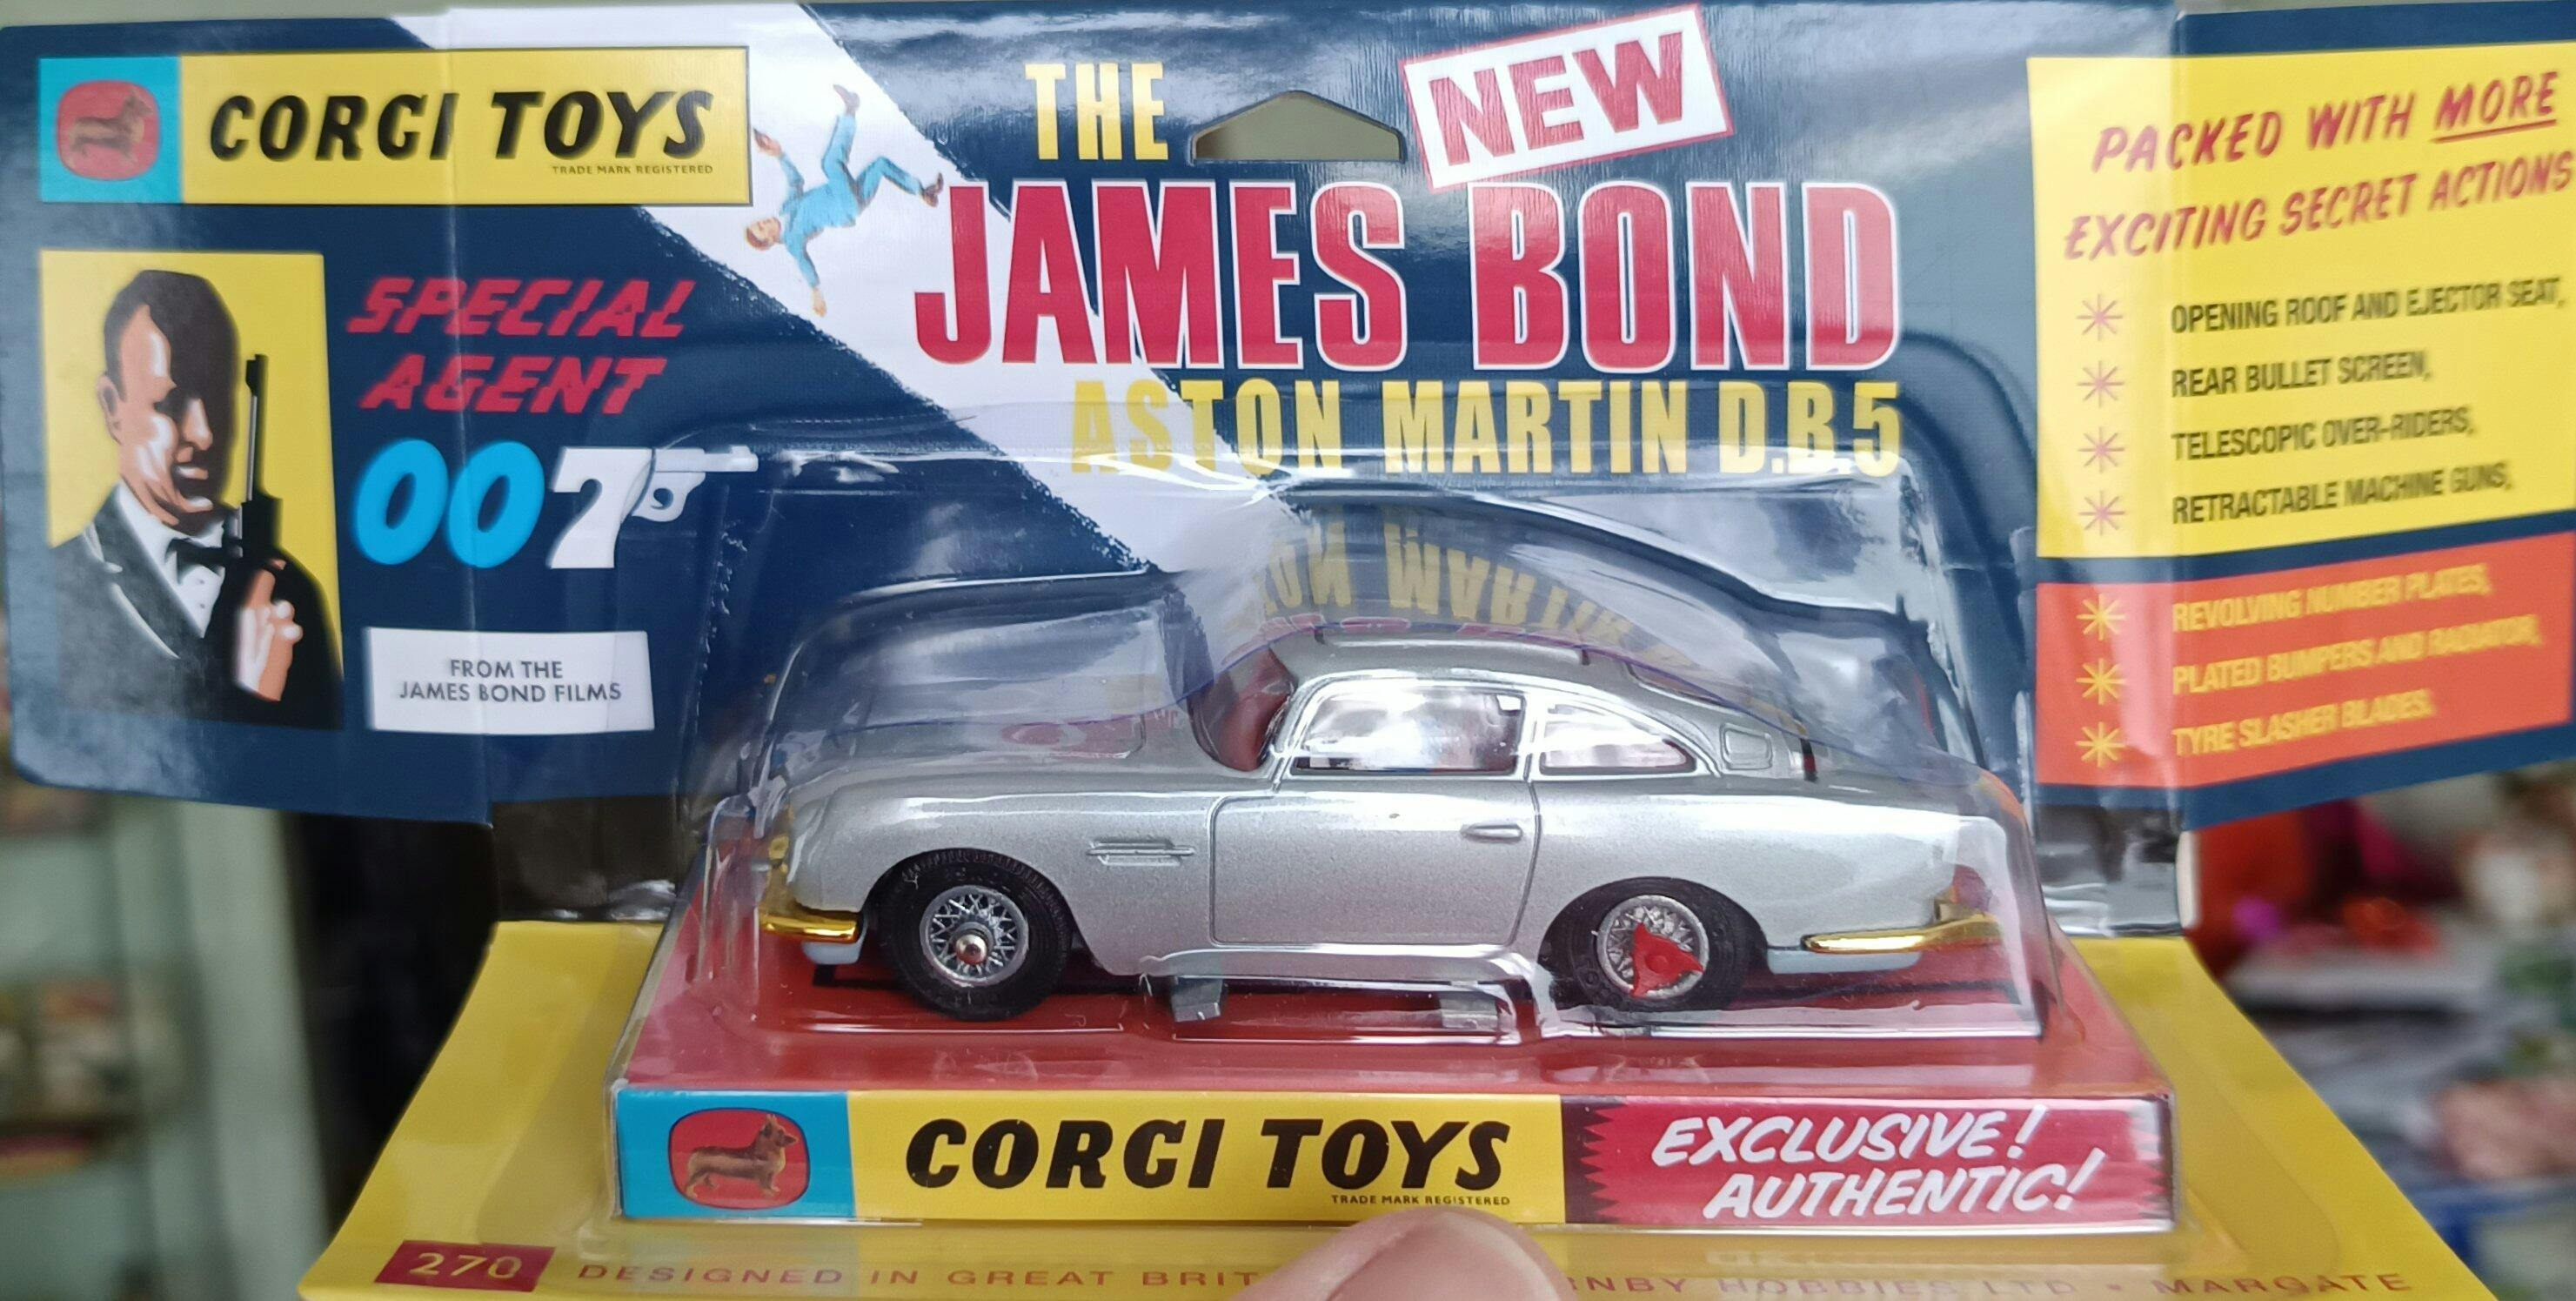 CORGI TOYS
TRADE MARK REGISTERED
SPECIAL
AGENT
007
FROM THE
JAMES BOND FILMS
THE
NEW
JAMES BOND
ASTON MARTIN D.B.5
PACKED WITH MORE
EXCITING SECRET ACTIONS
OPENING ROOF AND EJECTOR SEAT,
REAR BULLET SCREEN,
TELESCOPIC OVER-RIDERS,
RETRACTABLE MACHINE GUNS,
REVOLVING NUMBER PLATES,
PLATED BUMPERS AND RADIATOR,
TYRE SLASHER BLADES.
CORGI TOYS
TRADE MARK REGISTERED
EXCLUSIVE!
AUTHENTIC!
270 DESIGNED IN GREAT HOBBIES LTD • MARGATE